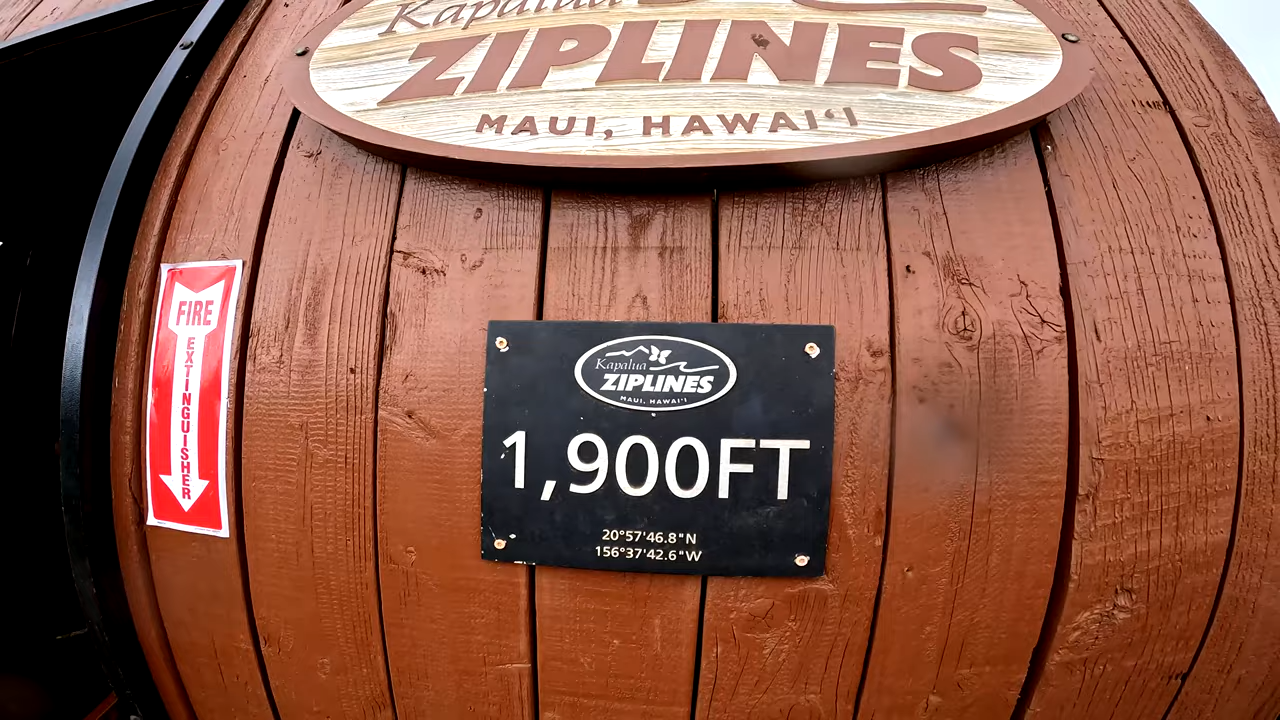 Kapalua
ZIPLINES
MAUI, HAWAIʻI
FIRE
EXTINGUISHER
Kapalua
ZIPLINES
MAUI, HAWAI'I
1,900FT
20°57'46.8"N
156°37'42.6"W